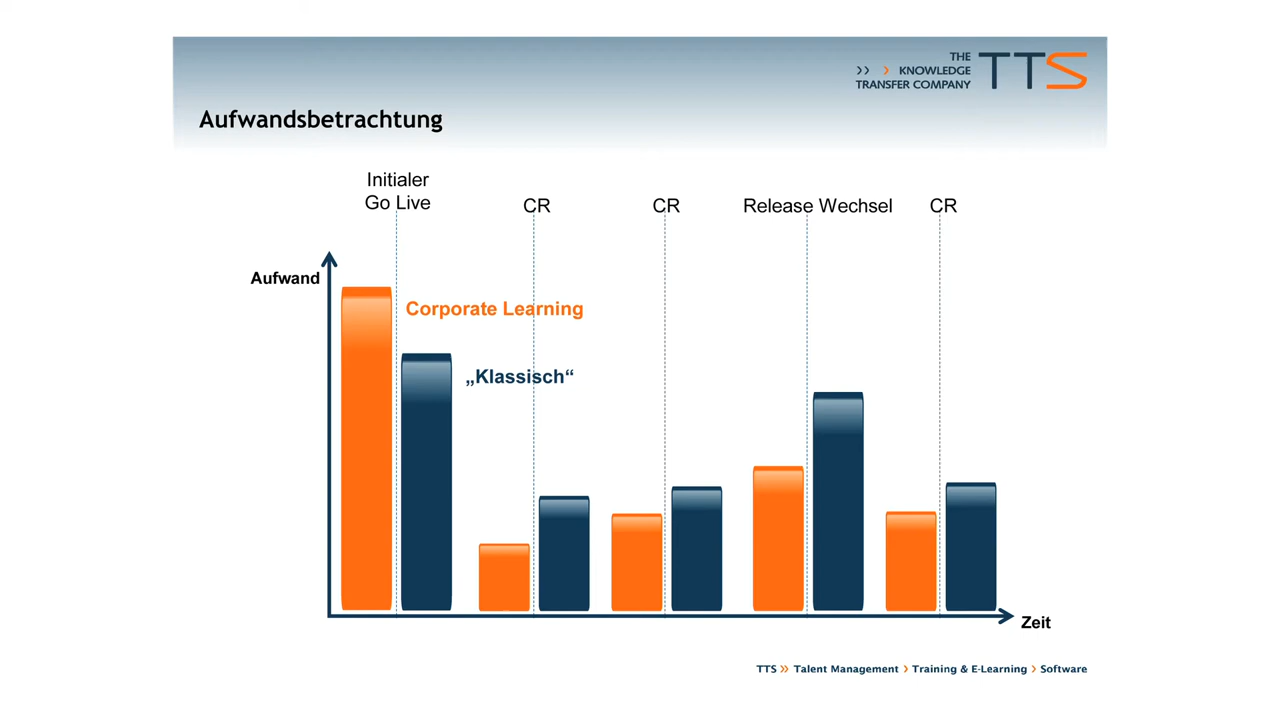 THE
›› › KNOWLEDGE
TRANSFER COMPANY
TTS
Aufwandsbetrachtung
Initialer
Go Live
CR
CR
Release Wechsel
CR
Aufwand
Corporate Learning
„Klassisch“
Zeit
TTS ›› Talent Management › Training & E-Learning › Software